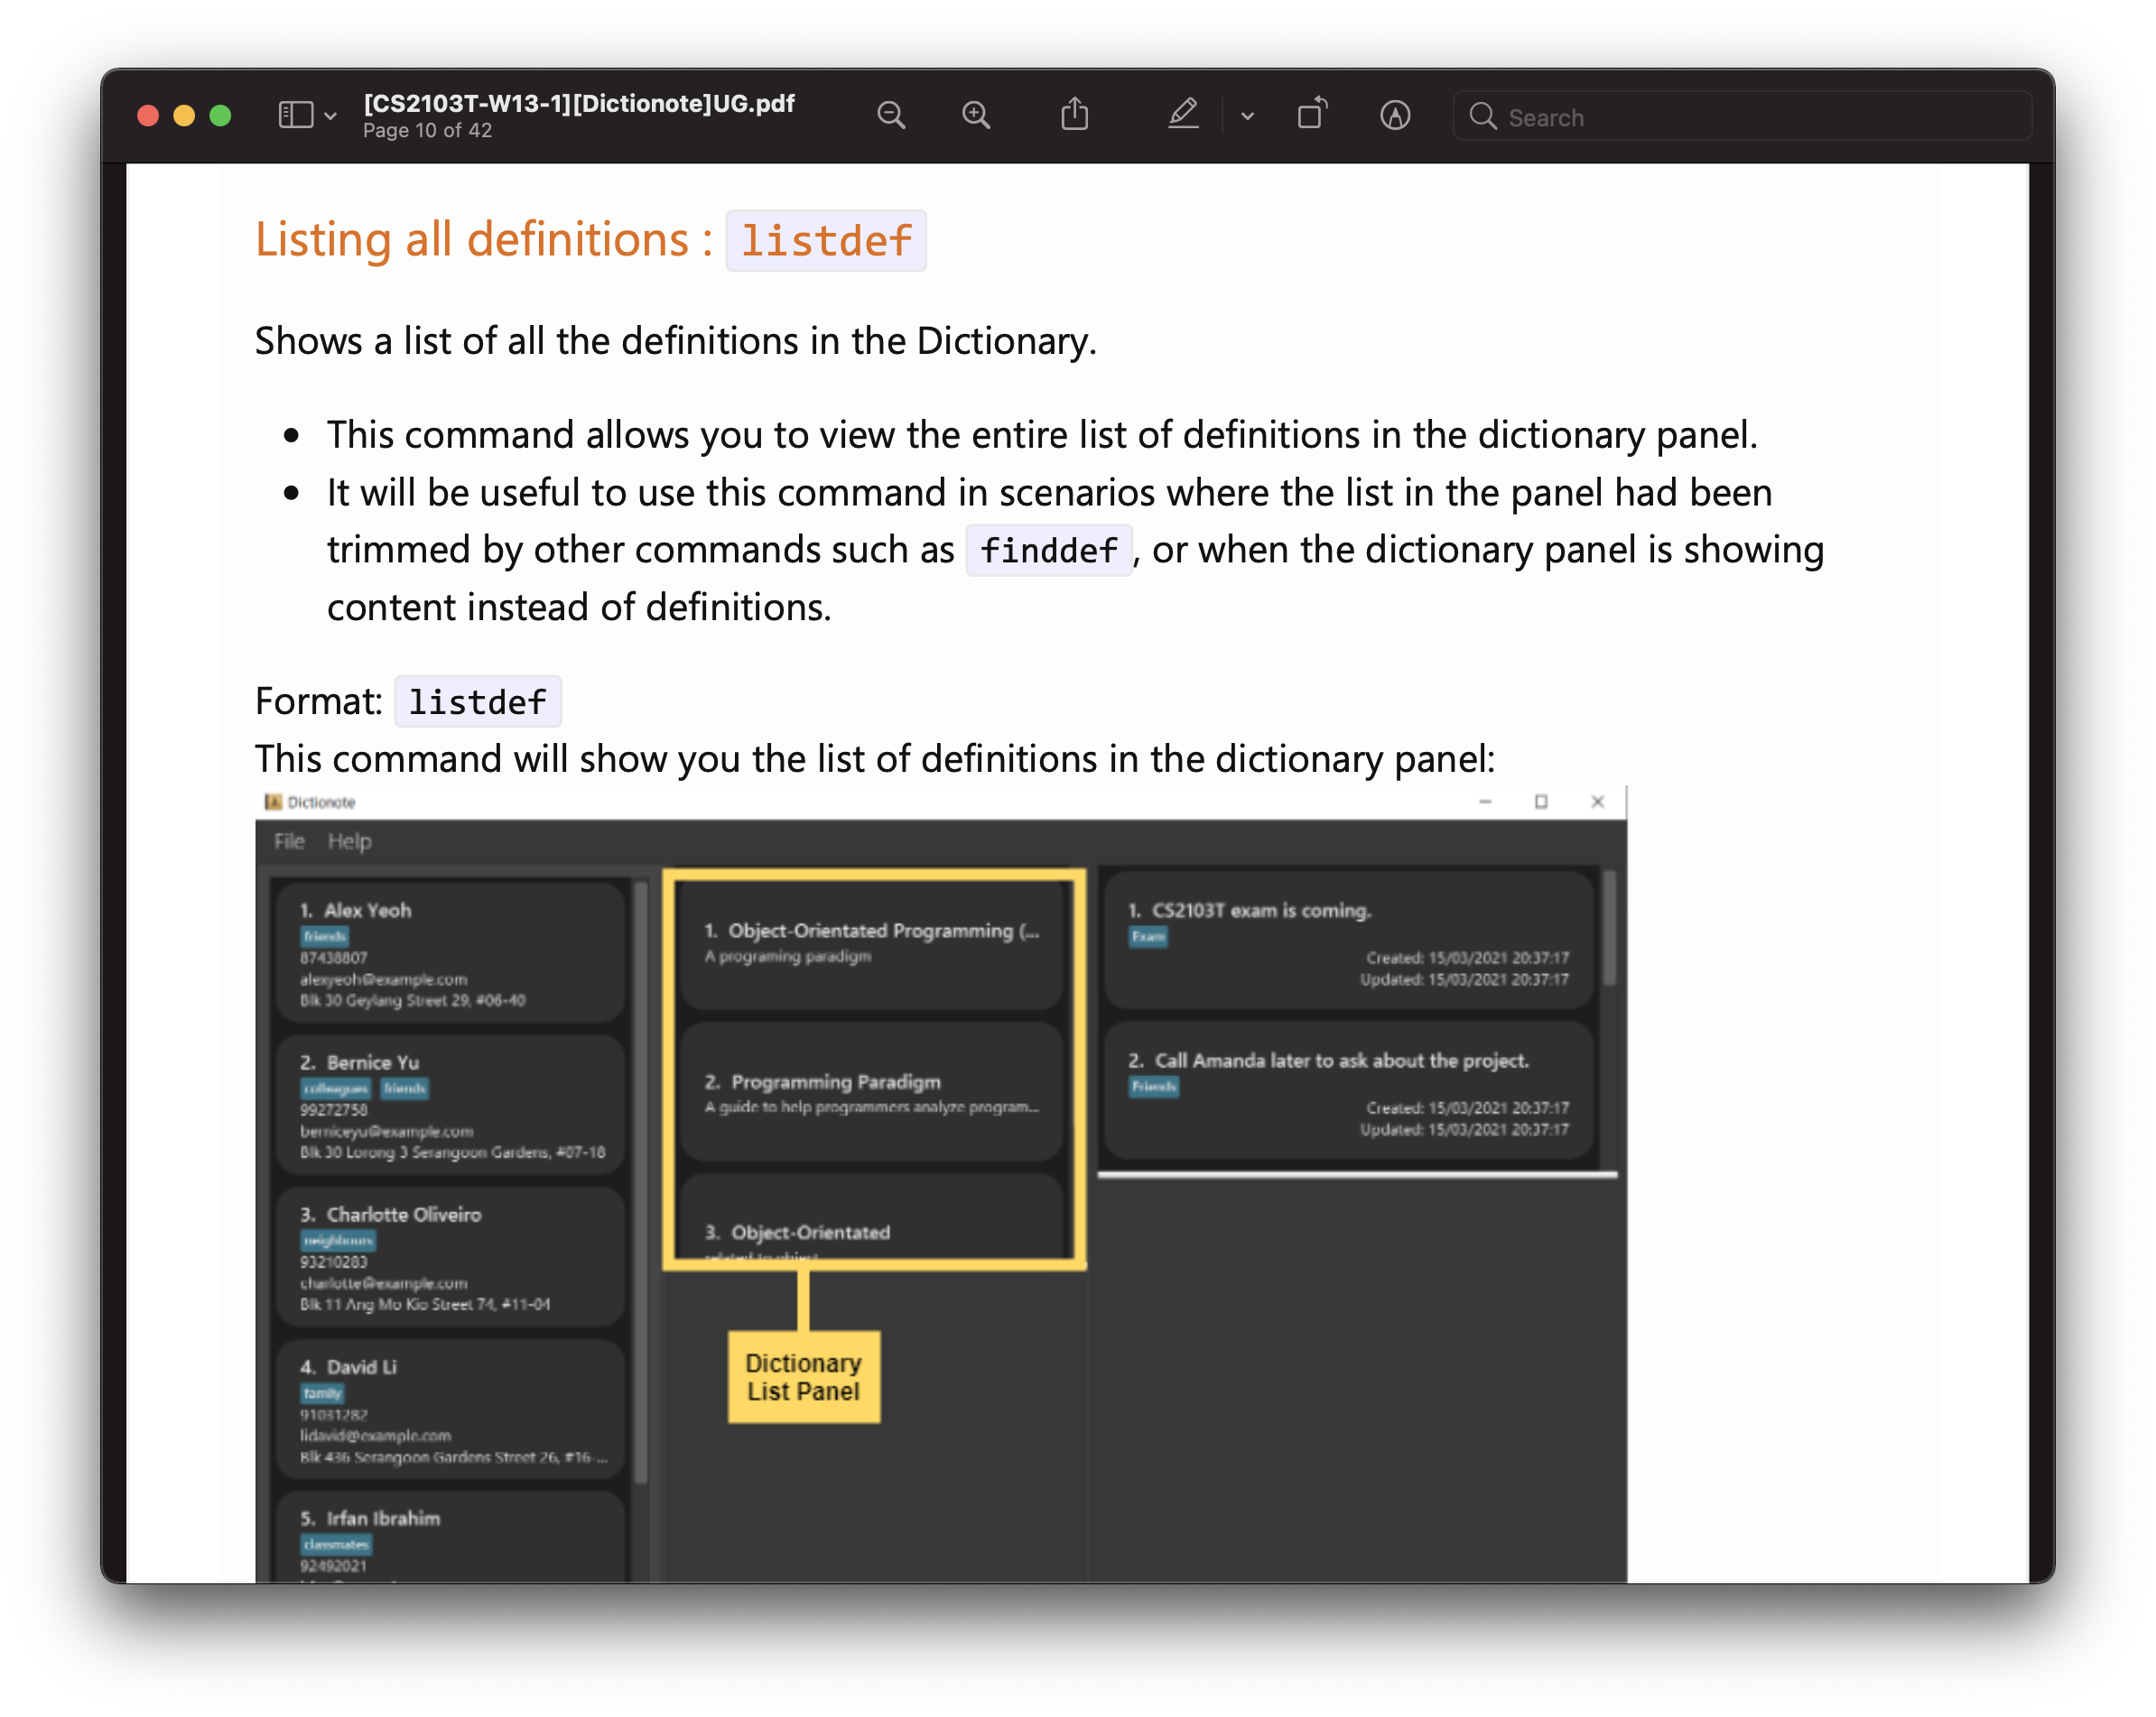 [CS2103T-W13-1][Dictionote]UG.pdf
Page 10 of 42
Search
Listing all definitions : listdef
Shows a list of all the definitions in the Dictionary.
• This command allows you to view the entire list of definitions in the dictionary panel.
• It will be useful to use this command in scenarios where the list in the panel had been
trimmed by other commands such as finddef, or when the dictionary panel is showing
content instead of definitions.
Format: listdef
This command will show you the list of definitions in the dictionary panel:
Dictionote
File Help
1. Alex Yeoh
friends
87438807
alexyeoh@example.com
Blk 30 Geylang Street 29, #06-40
2. Bernice Yu
colleagues friends
99272758
berniceyu@example.com
Blk 30 Lorong 3 Serangoon Gardens, #07-18
3. Charlotte Oliveiro
neighbours
93210283
charlotte@example.com
Blk 11 Ang Mo Kio Street 74, #11-04
4. David Li
family
91031282
lidavid@example.com
Blk 436 Serangoon Gardens Street 26, #16-...
5. Irfan Ibrahim
classmates
92492021
1. Object-Orientated Programming (...
A programing paradigm
2. Programming Paradigm
A guide to help programmers analyze program...
3. Object-Orientated
related to object
Dictionary
List Panel
1. CS2103T exam is coming.
Exam
Created: 15/03/2021 20:37:17
Updated: 15/03/2021 20:37:17
2. Call Amanda later to ask about the project.
Friends
Created: 15/03/2021 20:37:17
Updated: 15/03/2021 20:37:17